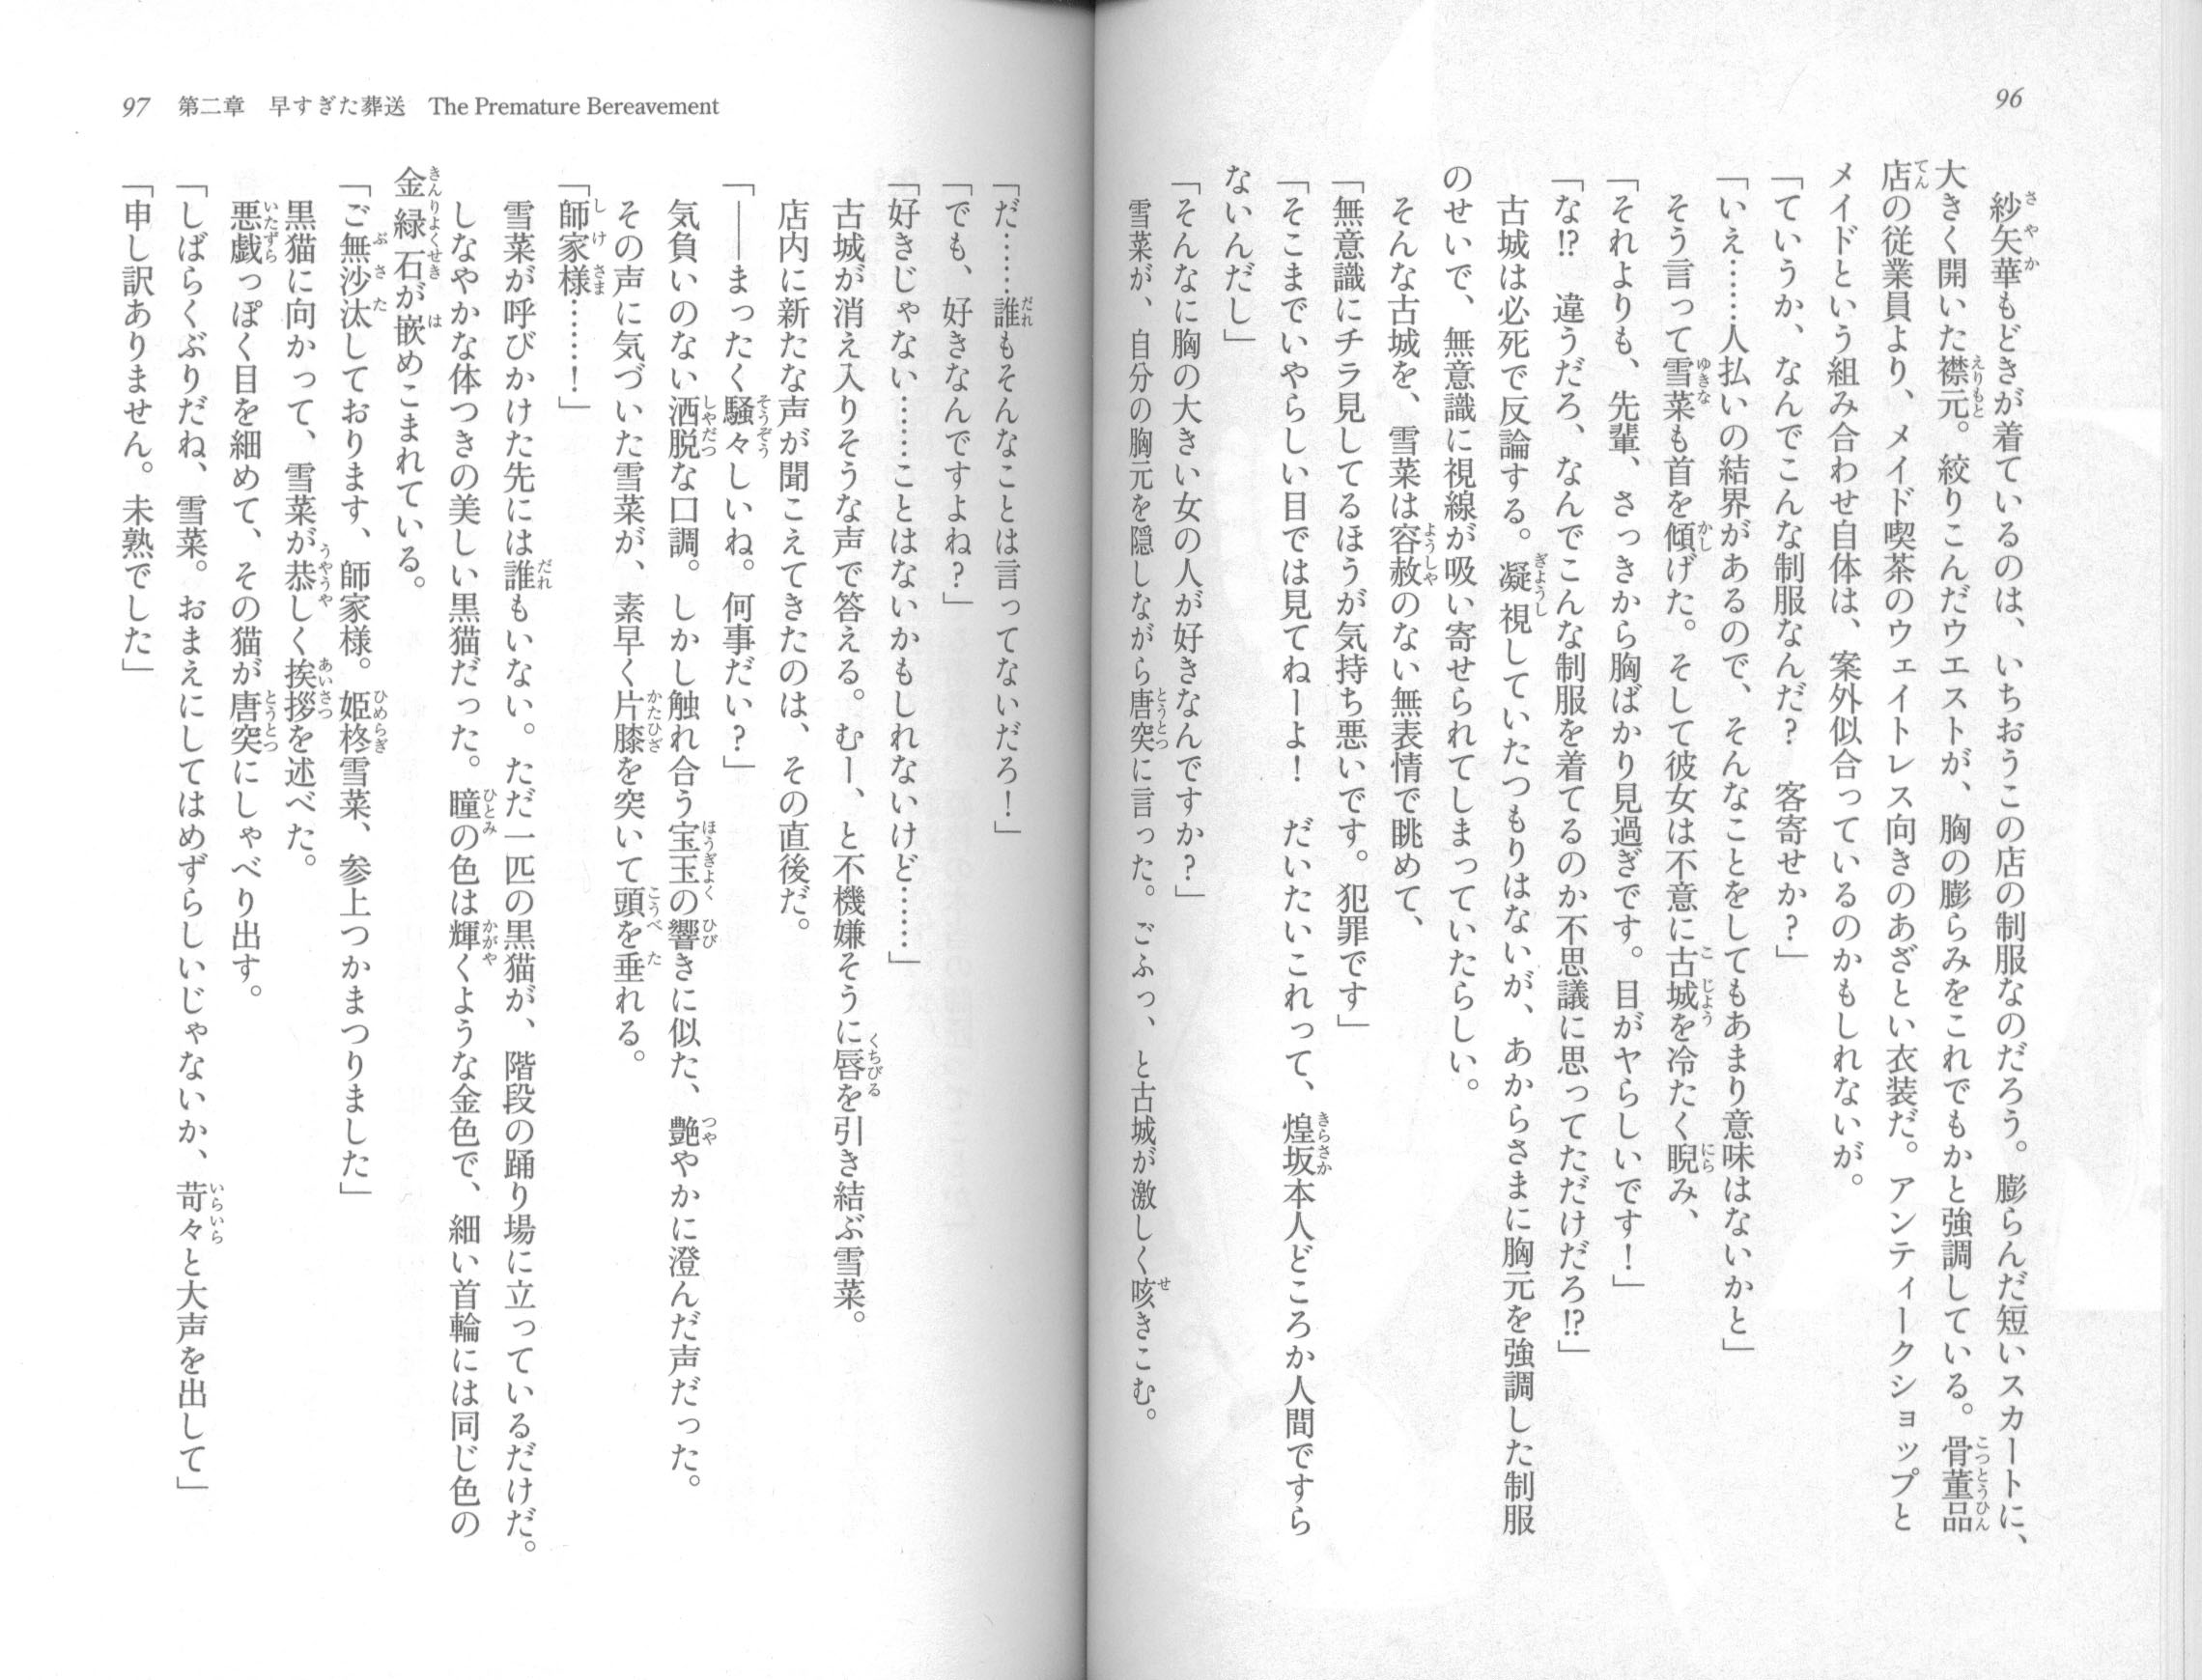 96
紗矢華もどきが着ているのは、いちおうこの店の制服なのだろう。膨らんだ短いスカートに、
大きく開いた襟元。絞りこんだウエストが、胸の膨らみをこれでもかと強調している。骨董品
店の従業員より、メイド喫茶のウェイトレス向きのあざとい衣装だ。アンティークショップと
メイドという組み合わせ自体は、案外似合っているのかもしれないが。
「ていうか、なんでこんな制服なんだ？　客寄せか？」
「いえ……人払いの結界があるので、そんなことをしてもあまり意味はないかと」
そう言って雪菜も首を傾げた。そして彼女は不意に古城を冷たく睨み、
「それよりも、先輩、さっきから胸ばかり見過ぎです。目がヤらしいです！」
「な!?　違うだろ、なんでこんな制服を着てるのか不思議に思ってただけだろ!?」
古城は必死で反論する。凝視していたつもりはないが、あからさまに胸元を強調した制服
のせいで、無意識に視線が吸い寄せられてしまっていたらしい。
そんな古城を、雪菜は容赦のない無表情で眺めて、
「無意識にチラ見してるほうが気持ち悪いです。犯罪です」
「そこまでいやらしい目では見てねーよ！　だいたいこれって、煌坂本人どころか人間ですら
ないんだし」
「そんなに胸の大きい女の人が好きなんですか？」
雪菜が、自分の胸元を隠しながら唐突に言った。ごふっ、と古城が激しく咳きこむ。
97　第二章　早すぎた葬送　The Premature Bereavement
「だ……誰もそんなことは言ってないだろ！」
「でも、好きなんですよね？」
「好きじゃない……ことはないかもしれないけど……」
古城が消え入りそうな声で答える。むー、と不機嫌そうに唇を引き結ぶ雪菜。
店内に新たな声が聞こえてきたのは、その直後だ。
「――まったく騒々しいね。何事だい？」
気負いのない洒脱な口調。しかし触れ合う宝玉の響きに似た、艶やかに澄んだ声だった。
その声に気づいた雪菜が、素早く片膝を突いて頭を垂れる。
「師家様……！」
雪菜が呼びかけた先には誰もいない。ただ一匹の黒猫が、階段の踊り場に立っているだけだ。
しなやかな体つきの美しい黒猫だった。瞳の色は輝くような金色で、細い首輪には同じ色の
金緑石が嵌めこまれている。
「ご無沙汰しております、師家様。姫柊雪菜、参上つかまつりました」
黒猫に向かって、雪菜が恭しく挨拶を述べた。
悪戯っぽく目を細めて、その猫が唐突にしゃべり出す。
「しばらくぶりだね、雪菜。おまえにしてはめずらしいじゃないか、苛々と大声を出して」
「申し訳ありません。未熟でした」